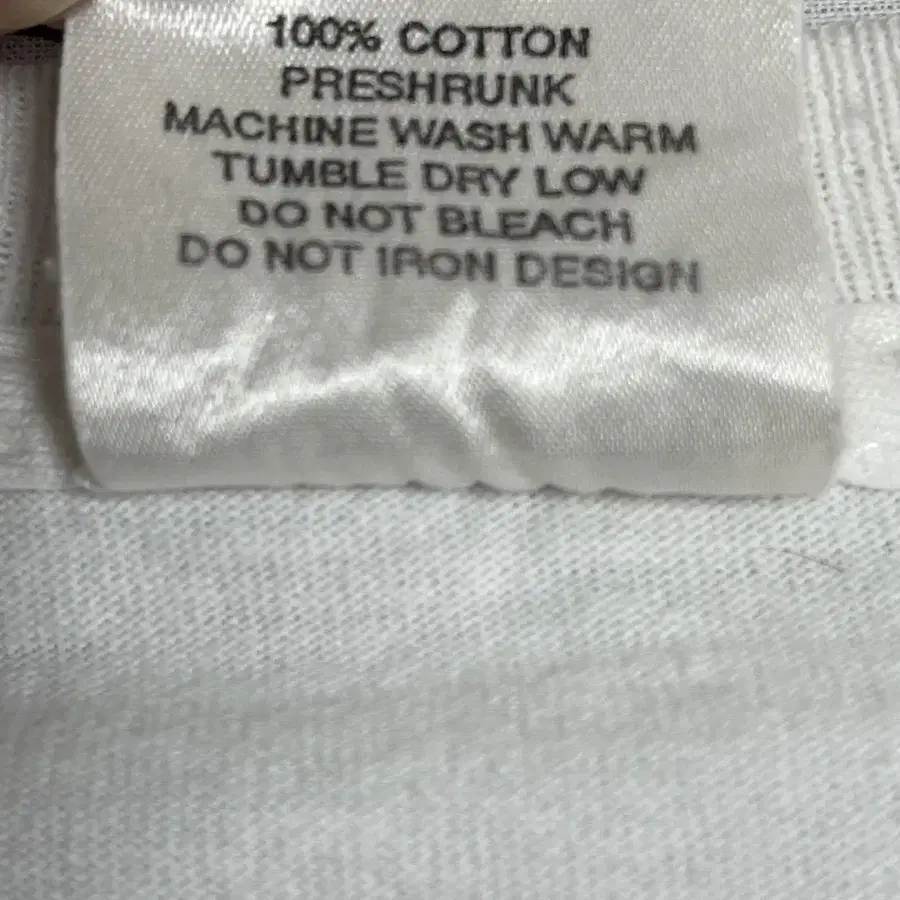 100% COTTON
PRESHRUNK
MACHINE WASH WARM
TUMBLE DRY LOW
DO NOT BLEACH
DO NOT IRON DESIGN